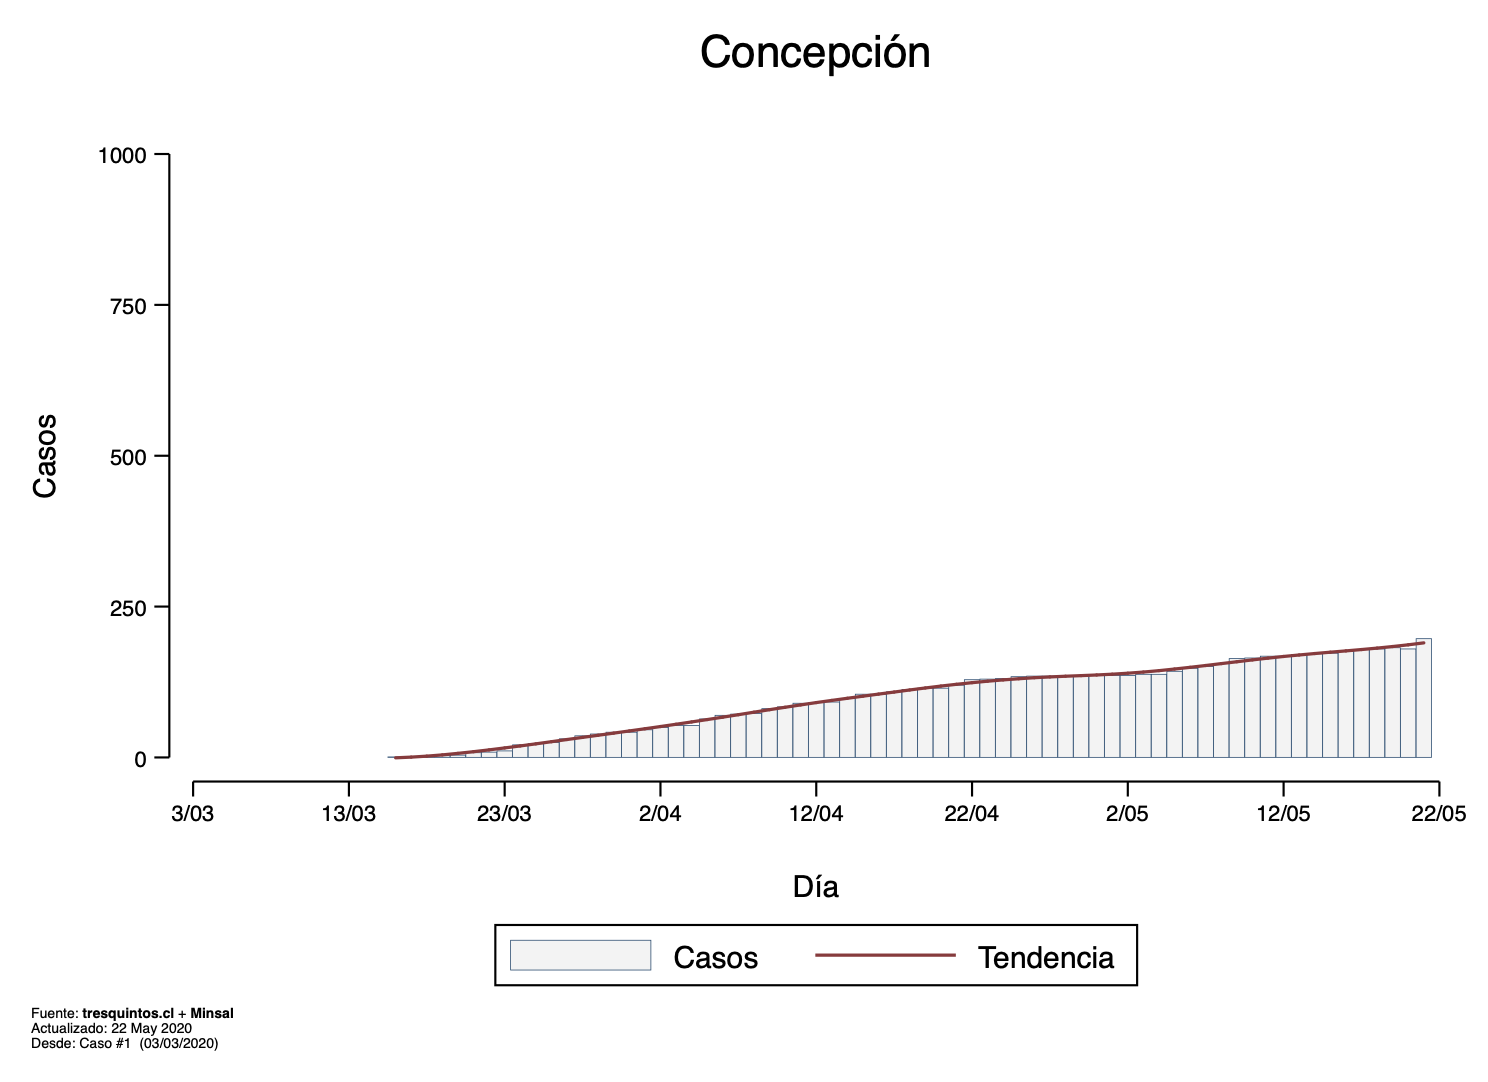 Concepción
Casos
1000
750
500
250
0
3/03 13/03 23/03 2/04 12/04 22/04 2/05 12/05 22/05
Día
Casos Tendencia
Fuente: tresquintos.cl + Minsal
Actualizado: 22 May 2020
Desde: Caso #1 (03/03/2020)